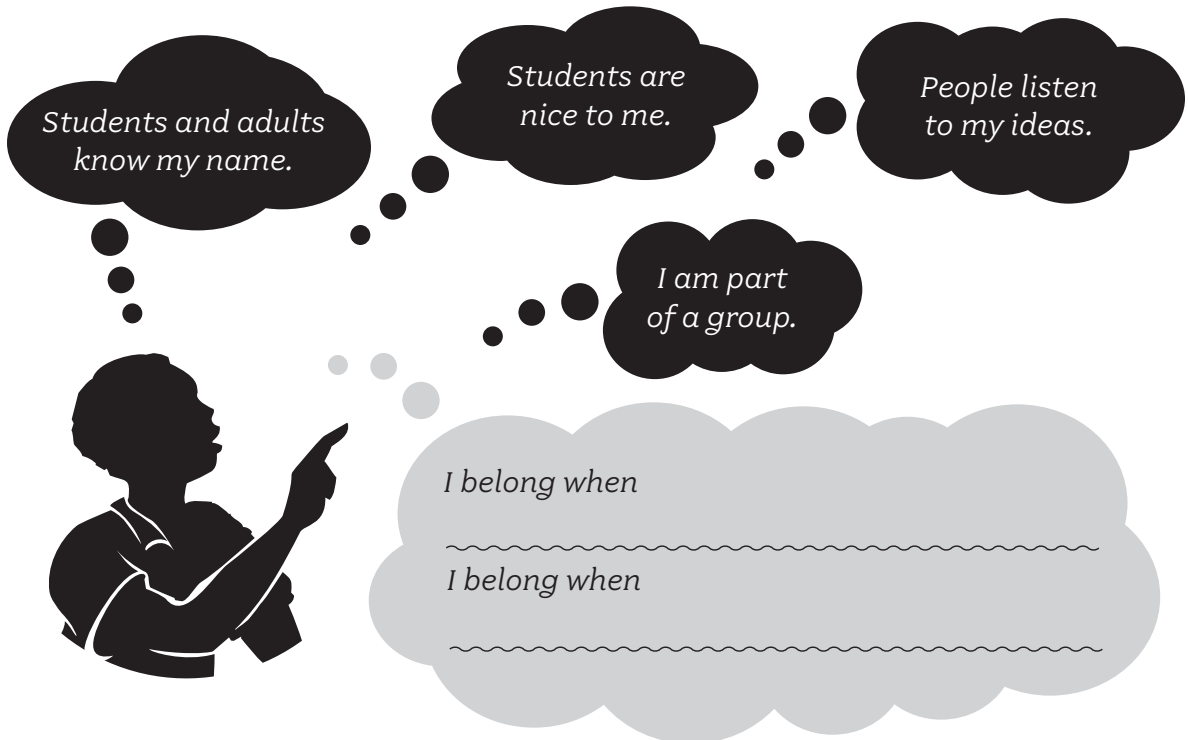 Students and adults
know my name.
Students are
nice to me.
People listen
to my ideas.
I am part
of a group.
I belong when
I belong when